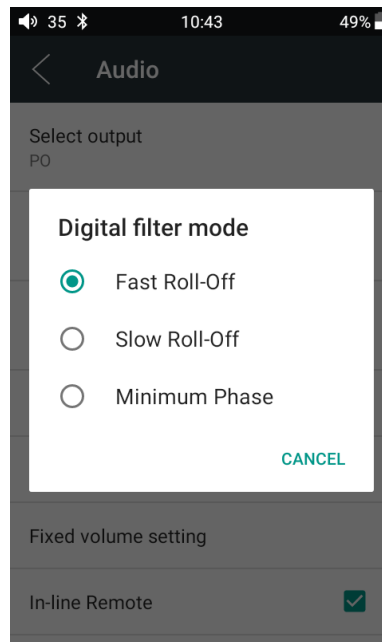 35 10:43 49%
Audio
Select output
PO
Digital filter mode
Fast Roll-Off
Slow Roll-Off
Minimum Phase
CANCEL
Fixed volume setting
In-line Remote